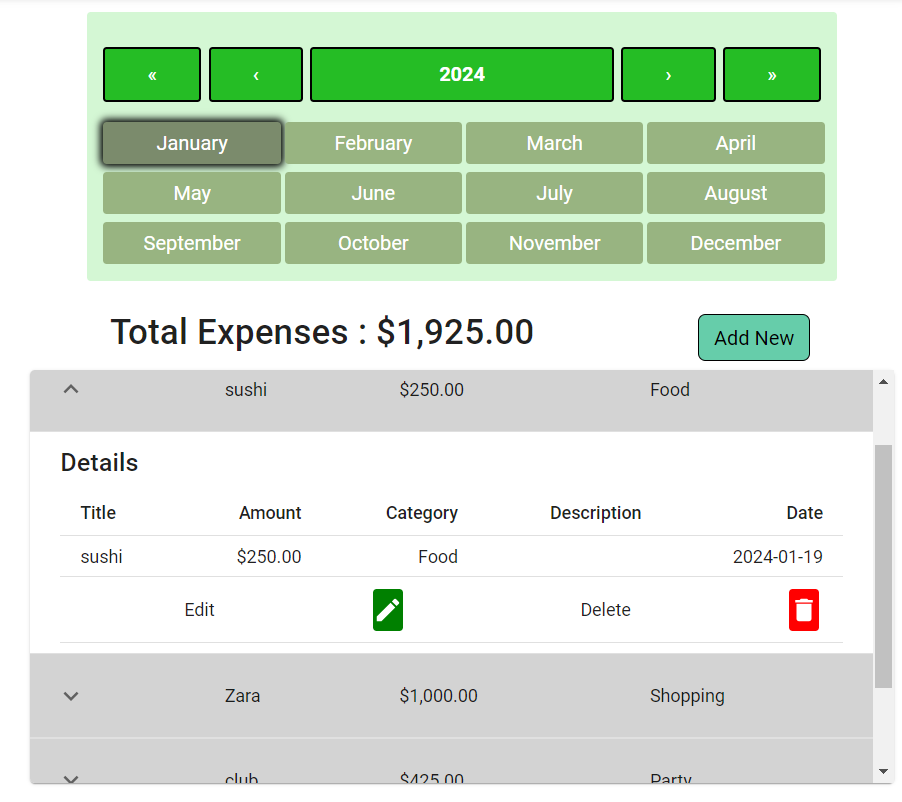 « ‹ 2024 › »
January February March April
May June July August
September October November December
Total Expenses : $1,925.00 Add New
sushi $250.00 Food
Details
Title Amount Category Description Date
sushi $250.00 Food 2024-01-19
Edit Delete
Zara $1,000.00 Shopping
club $425.00 Party